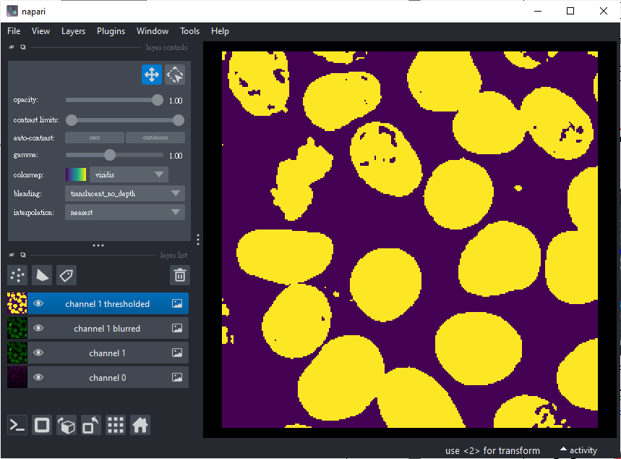 napari
File View Layers Plugins Window Tools Help
layer controls
opacity: 1.00
contrast limits:
auto-contrast: once continuous
gamma: 1.00
colormap: viridis
blending: translucent_no_depth
interpolation: nearest
layer list
channel 1 thresholded
channel 1 blurred
channel 1
channel 0
use <2> for transform activity